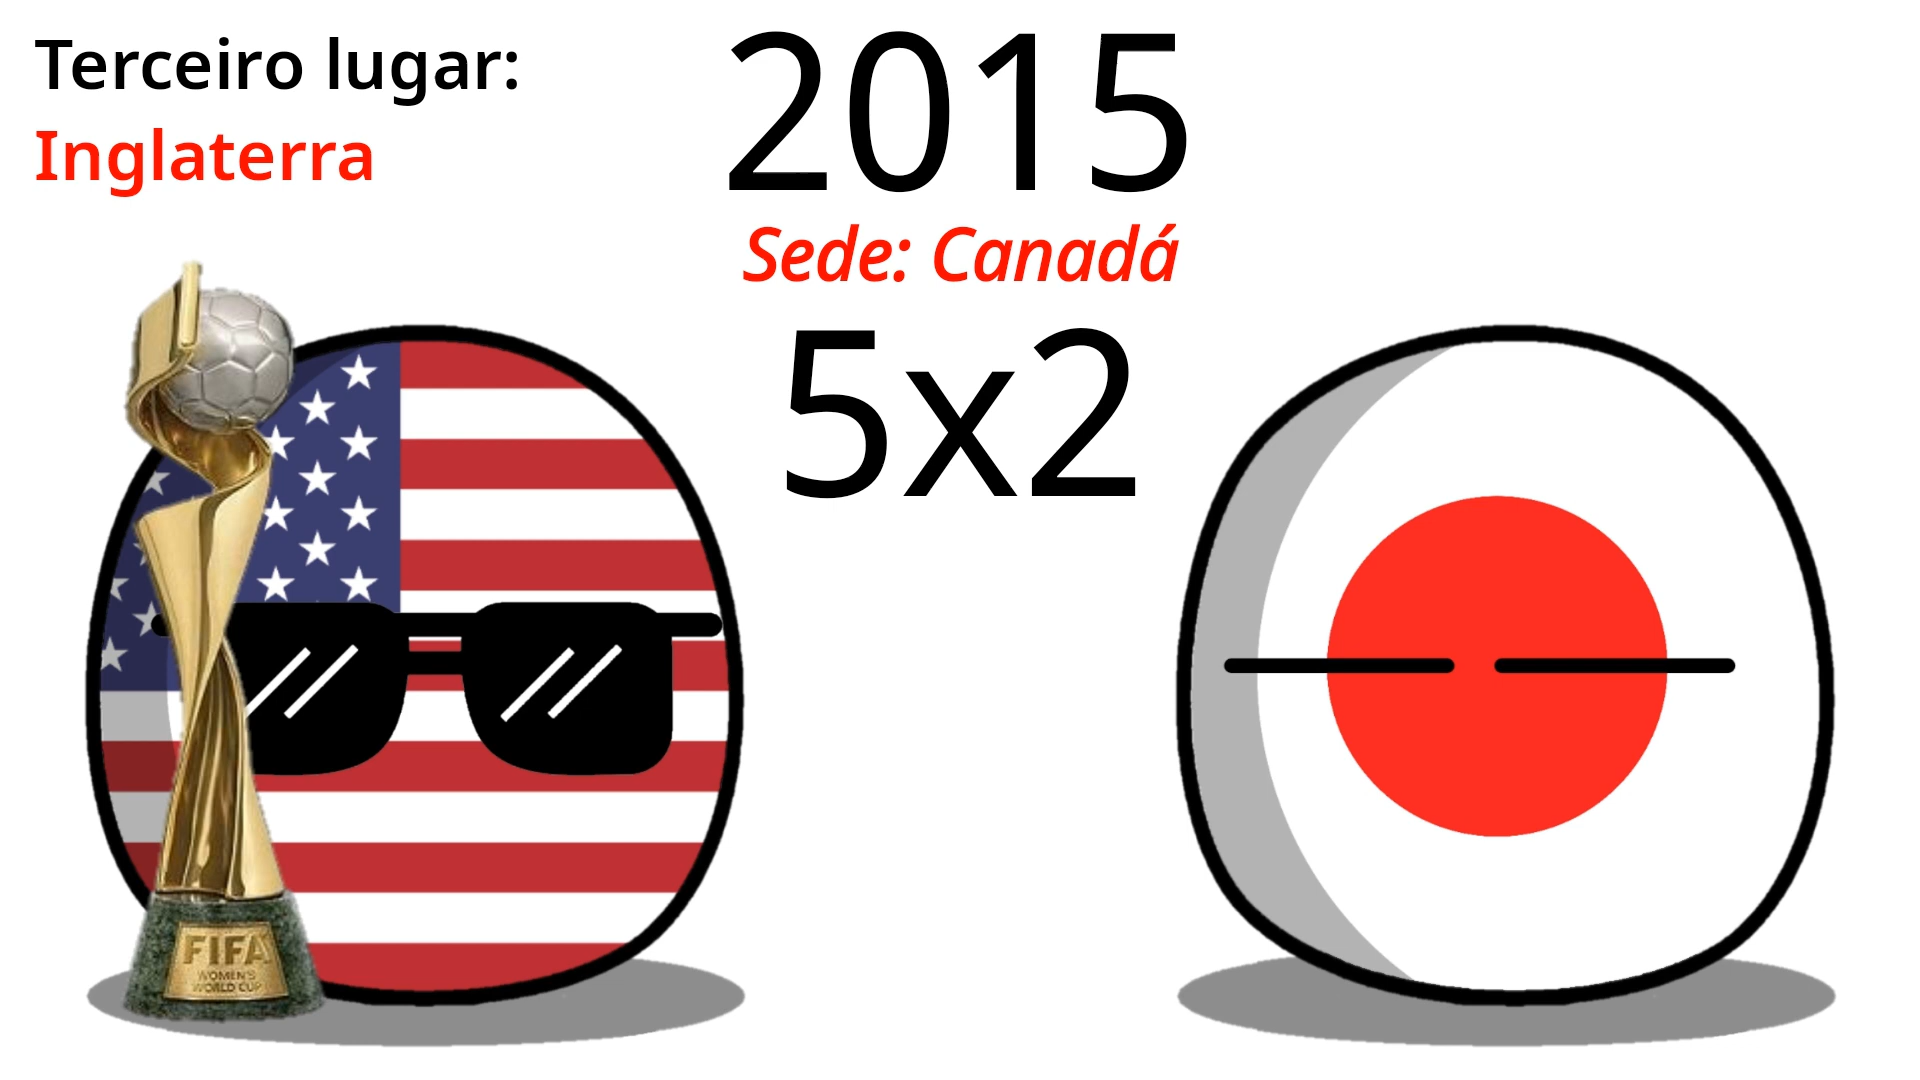 Terceiro lugar:
Inglaterra
2015
Sede: Canadá
5x2
FIFA
WOMEN'S
WORLD CUP